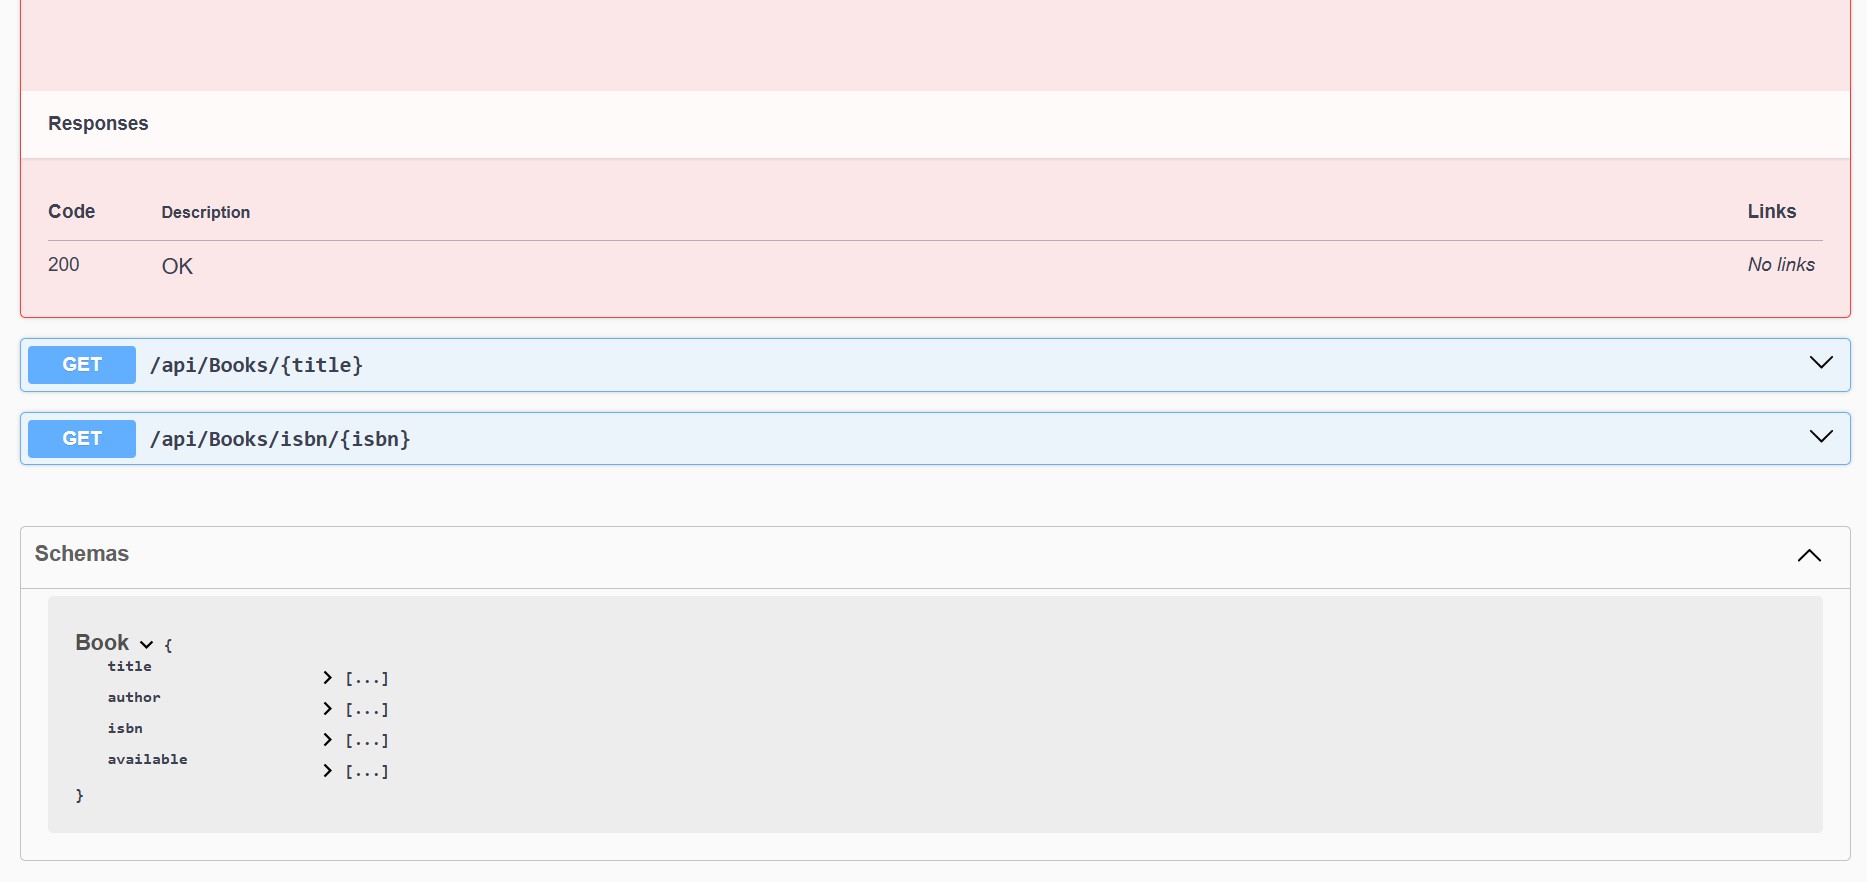 Responses
Code Description Links
200 OK No links
GET /api/Books/{title}
GET /api/Books/isbn/{isbn}
Schemas
Book {
title [...]
author [...]
isbn [...]
available [...]
}